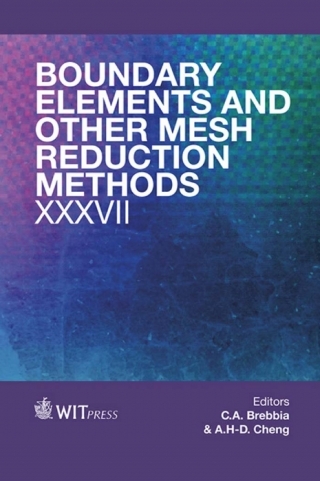 BOUNDARY
ELEMENTS AND
OTHER MESH
REDUCTION
METHODS
XXXVII
WITPRESS
Editors
C.A. Brebbia
& A.H-D. Cheng